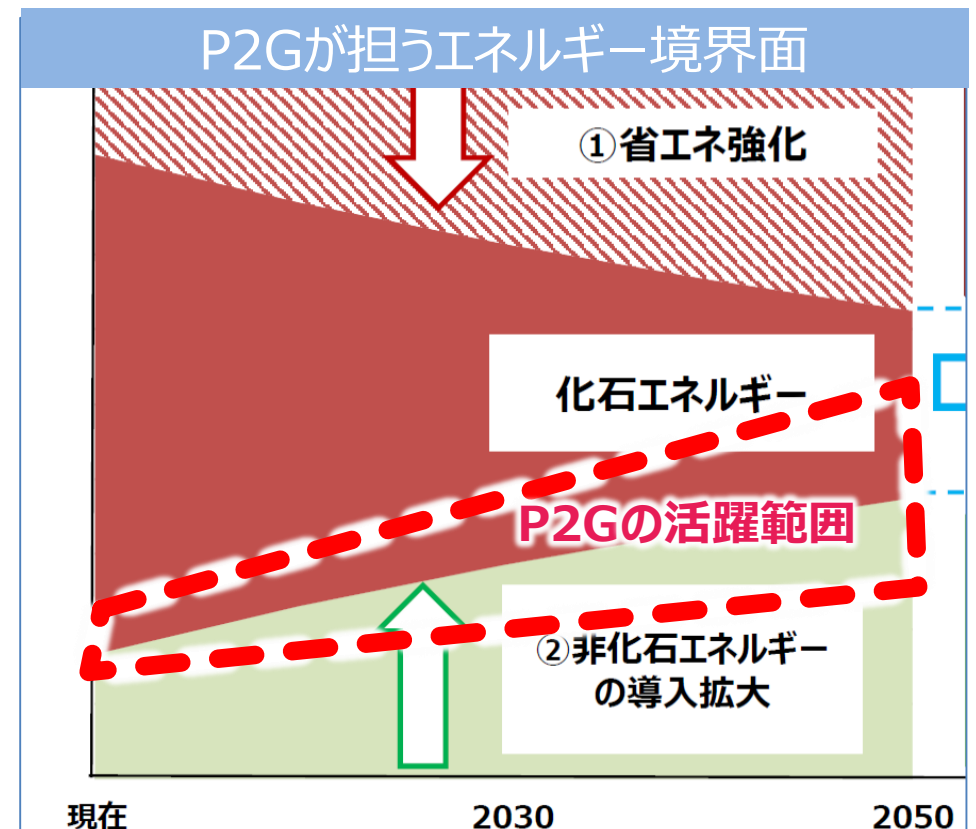 P2Gが担うエネルギー境界面
①省エネ強化
化石エネルギー
P2Gの活躍範囲
②非化石エネルギー
の導入拡大
現在
2030
2050